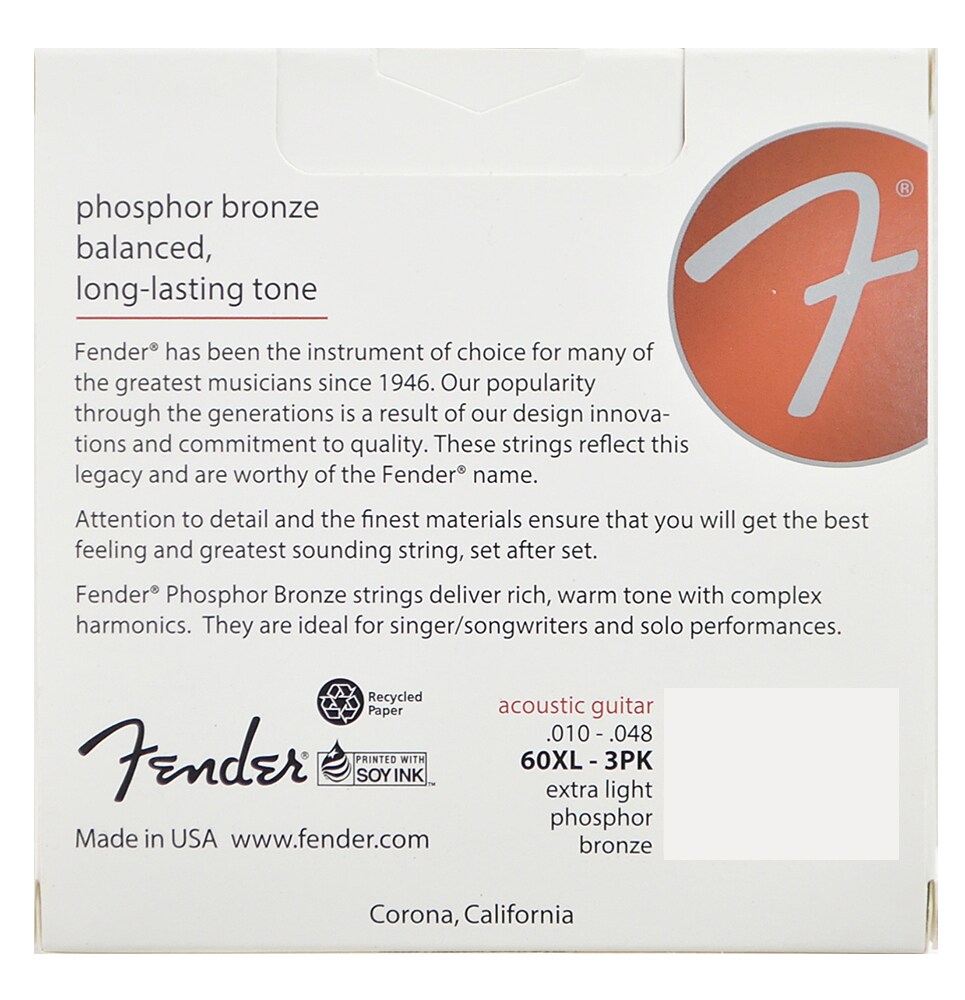 phosphor bronze
balanced,
long-lasting tone
F®
Fender® has been the instrument of choice for many of
the greatest musicians since 1946. Our popularity
through the generations is a result of our design innova-
tions and commitment to quality. These strings reflect this
legacy and are worthy of the Fender® name.
Attention to detail and the finest materials ensure that you will get the best
feeling and greatest sounding string, set after set.
Fender® Phosphor Bronze strings deliver rich, warm tone with complex
harmonics. They are ideal for singer/songwriters and solo performances.
Recycled
Paper
Fender®
PRINTED WITH
SOY INK™
Made in USA www.fender.com
acoustic guitar
.010 - .048
60XL - 3PK
extra light
phosphor
bronze
Corona, California